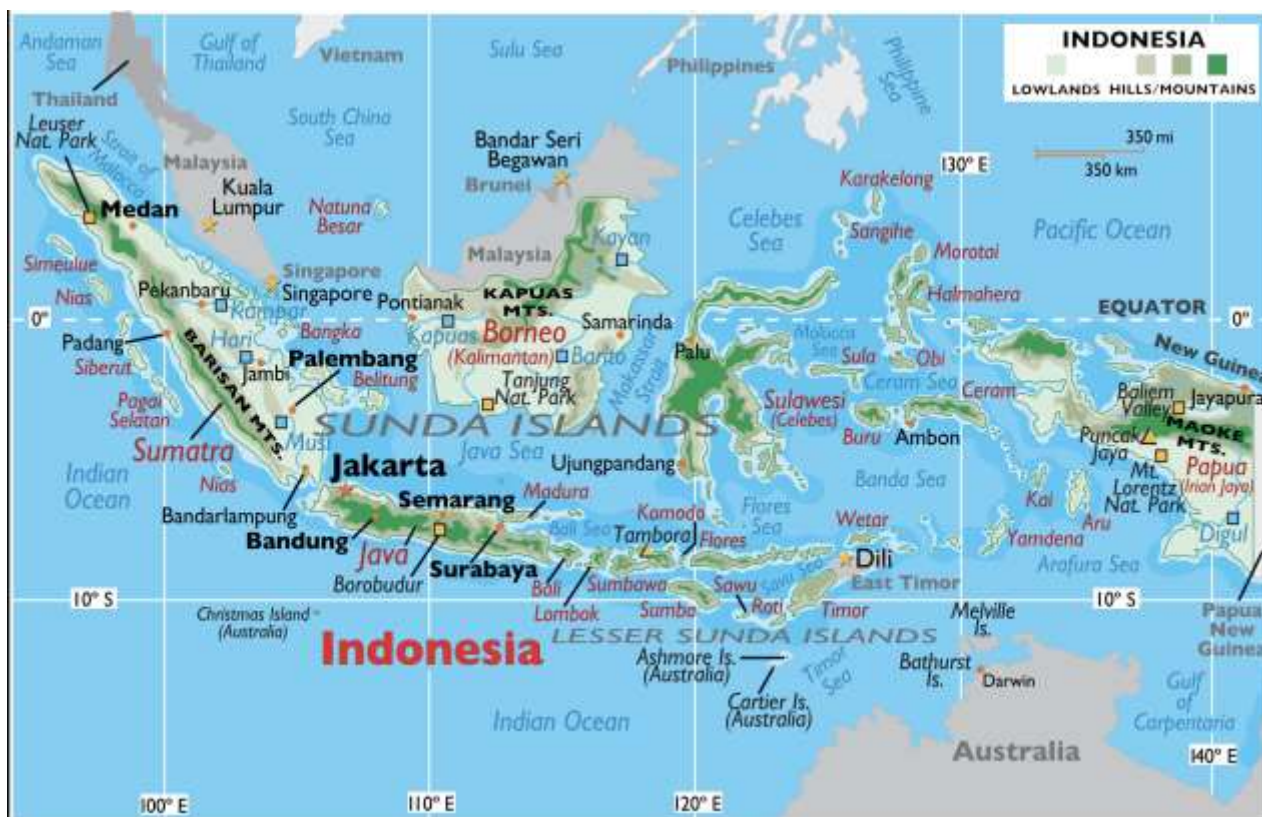 Andaman
Sea
Gulf of
Thailand
Vietnam
Sulu Sea
Philippines
Philippine
Sea
INDONESIA
LOWLANDS HILLS/MOUNTAINS
350 mi
350 km
Thailand
Leuser
Nat. Park
Strait of
Malacca
South China
Sea
Malaysia
Bandar Seri
Begawan
Brunei
130° E
Kuala
Lumpur
Medan
Natuna
Besar
Celebes
Sea
Karakelong
Sangihe
Pacific Ocean
Morotai
Kayan
Malaysia
Simeulue
Nias
Singapore
Singapore
Pekanbaru
Rampar
Pontianak
KAPUAS
MTS.
Halmahera
EQUATOR
0°
0°
Padang
Hari
Bangka
Kapuas
Borneo
(Kalimantan)
Samarinda
Barito
Makassar
Strait
Palu
Molucca
Sea
Sula
Obi
New Guinea
Siberut
BARISAN MTS.
Palembang
Jambi
Belitung
Tanjung
Nat. Park
Ceram Sea
Ceram
Baliem
Valley
Jayapura
Pagai
Selatan
Sumatra
Musi
SUNDA ISLANDS
Java Sea
Sulawesi
(Celebes)
Buru
Ambon
MAOKE
MTS.
Puncak
Jaya
Papua
(Irian Jaya)
Mt.
Lorentz
Nat. Park
Indian
Ocean
Nias
Jakarta
Ujungpandang
Banda Sea
Kai
Aru
Digul
Bandarlampung
Semarang
Madura
Bandung
Java
Bali Sea
Komodo
Tambora
Flores
Flores
Sea
Wetar
Yamdena
Arafura Sea
Borobudur
Surabaya
Bali
Lombok
Sumbawa
Sumba
Sawu
Savu Sea
Roti
Dili
East Timor
Timor
10° S
10° S
Christmas Island
(Australia)
Indonesia
LESSER SUNDA ISLANDS
Melville
Is.
Papua
New
Guinea
Ashmore Is.
(Australia)
Cartier Is.
(Australia)
Timor
Sea
Bathurst
Is.
Darwin
Gulf
of
Carpentaria
Indian Ocean
Australia
140° E
100° E
110° E
120° E